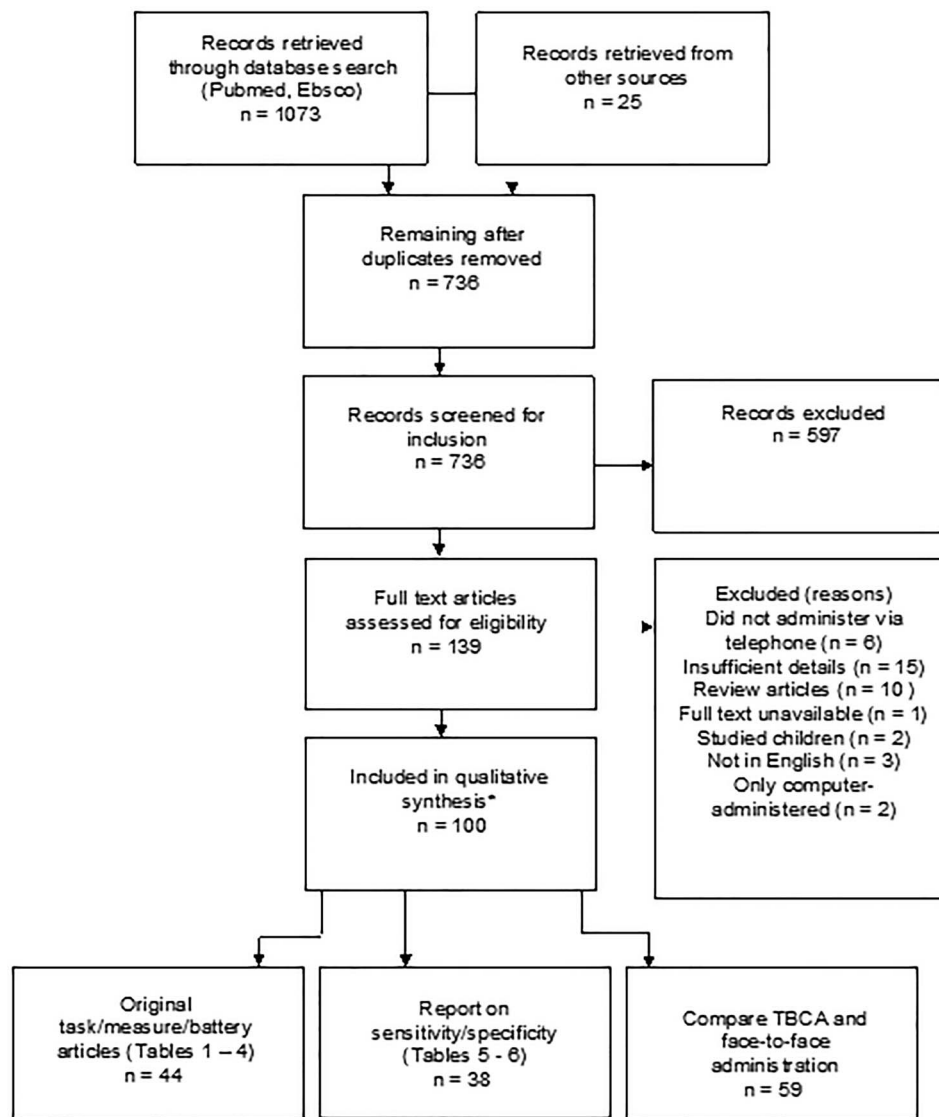 Records retrieved
through database search
(Pubmed, Ebsco)
n = 1073
Records retrieved from
other sources
n = 25
Remaining after
duplicates removed
n = 736
Records screened for
inclusion
n = 736
Records excluded
n = 597
Full text articles
assessed for eligibility
n = 139
Excluded (reasons)
Did not administer via
telephone (n = 6)
Insufficient details (n = 15)
Review articles (n = 10 )
Full text unavailable (n = 1)
Studied children (n = 2)
Not in English (n = 3)
Only computer-
administered (n = 2)
Included in qualitative
synthesis*
n = 100
Original
task/measure/battery
articles (Tables 1 – 4)
n = 44
Report on
sensitivity/specificity
(Tables 5 - 6)
n = 38
Compare TBCA and
face-to-face
administration
n = 59